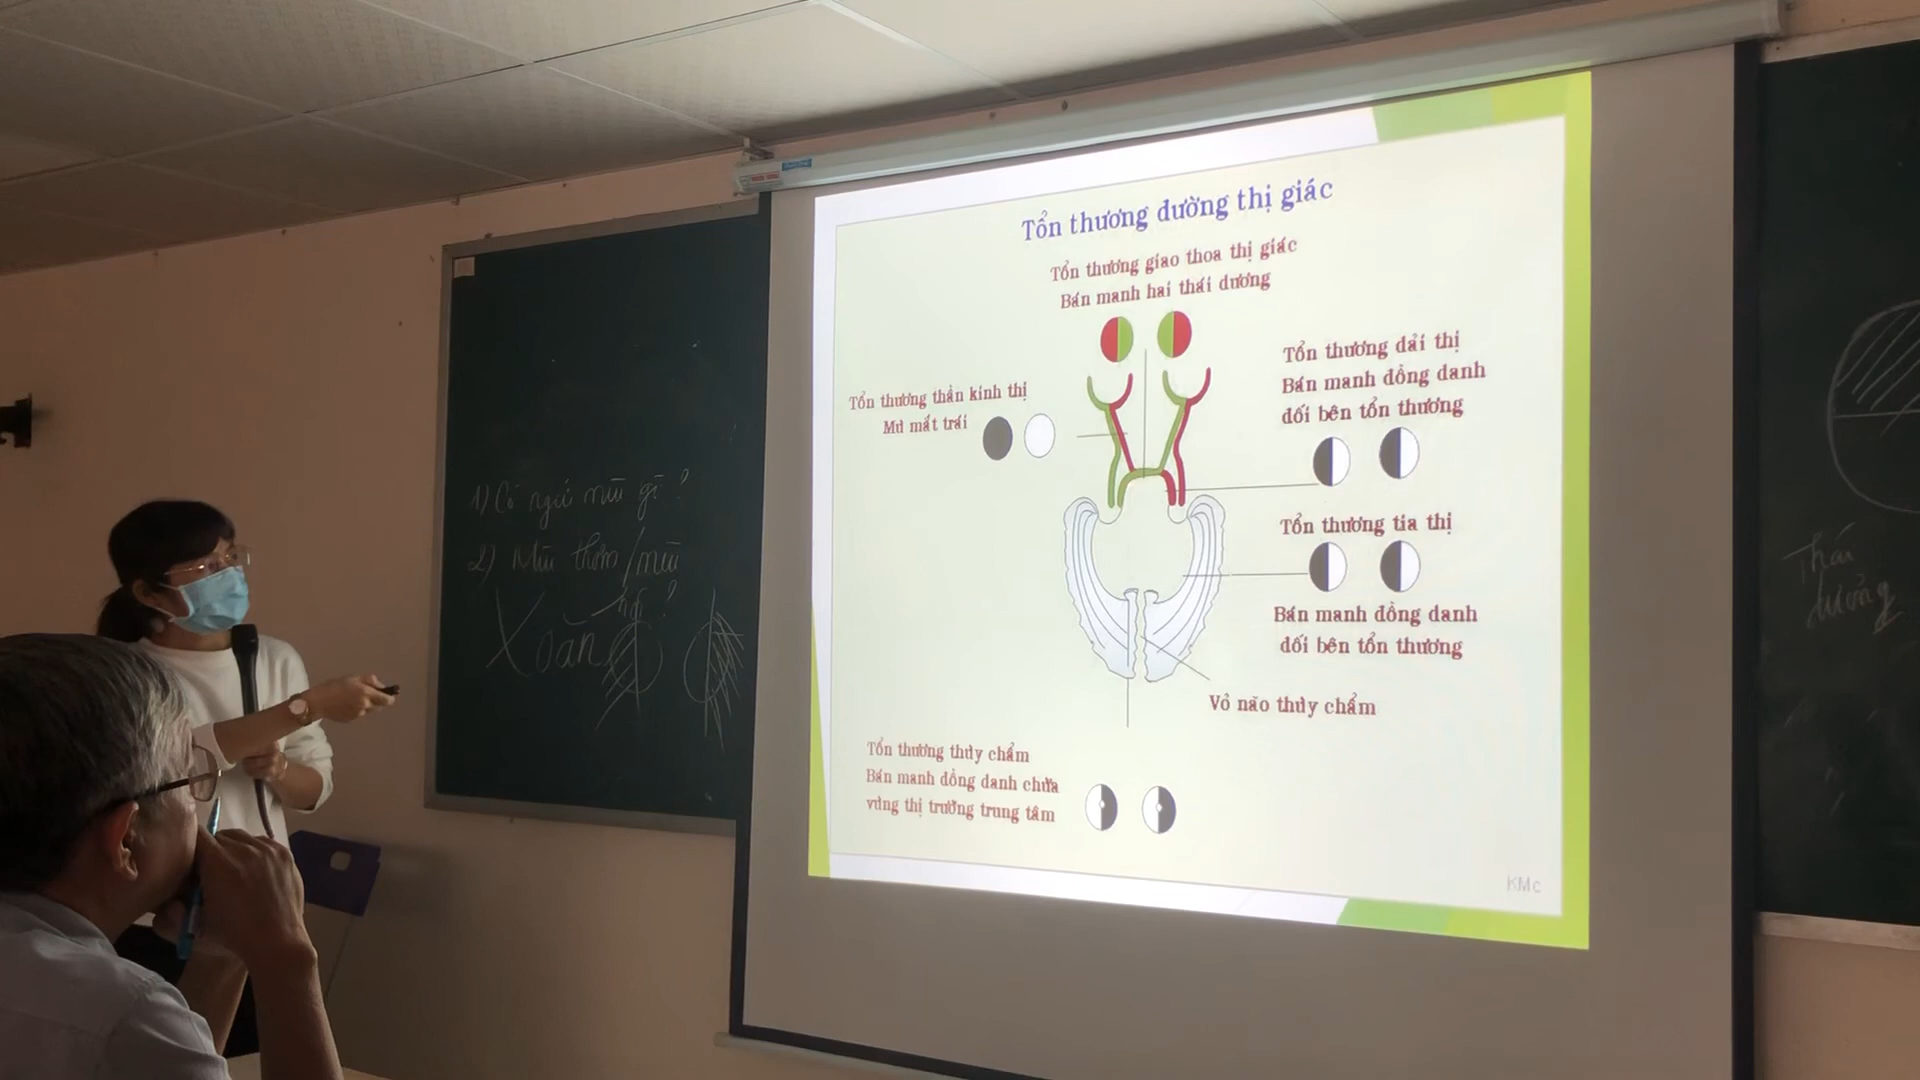 Tổn thương đường thị giác
Tổn thương giao thoa thị giác
Bán manh hai thái dương
Tổn thương thần kinh thị
Mù mắt trái
Tổn thương dải thị
Bán manh đồng danh
đối bên tổn thương
Tổn thương tia thị
Bán manh đồng danh
đối bên tổn thương
Vỏ não thùy chẩm
Tổn thương thùy chẩm
Bán manh đồng danh chừa
vùng thị trường trung tâm
KMc
1) Có ngửi mùi gì?
2) Mùi thơm/mùi
hôi?
Xoăn
Thái
dương